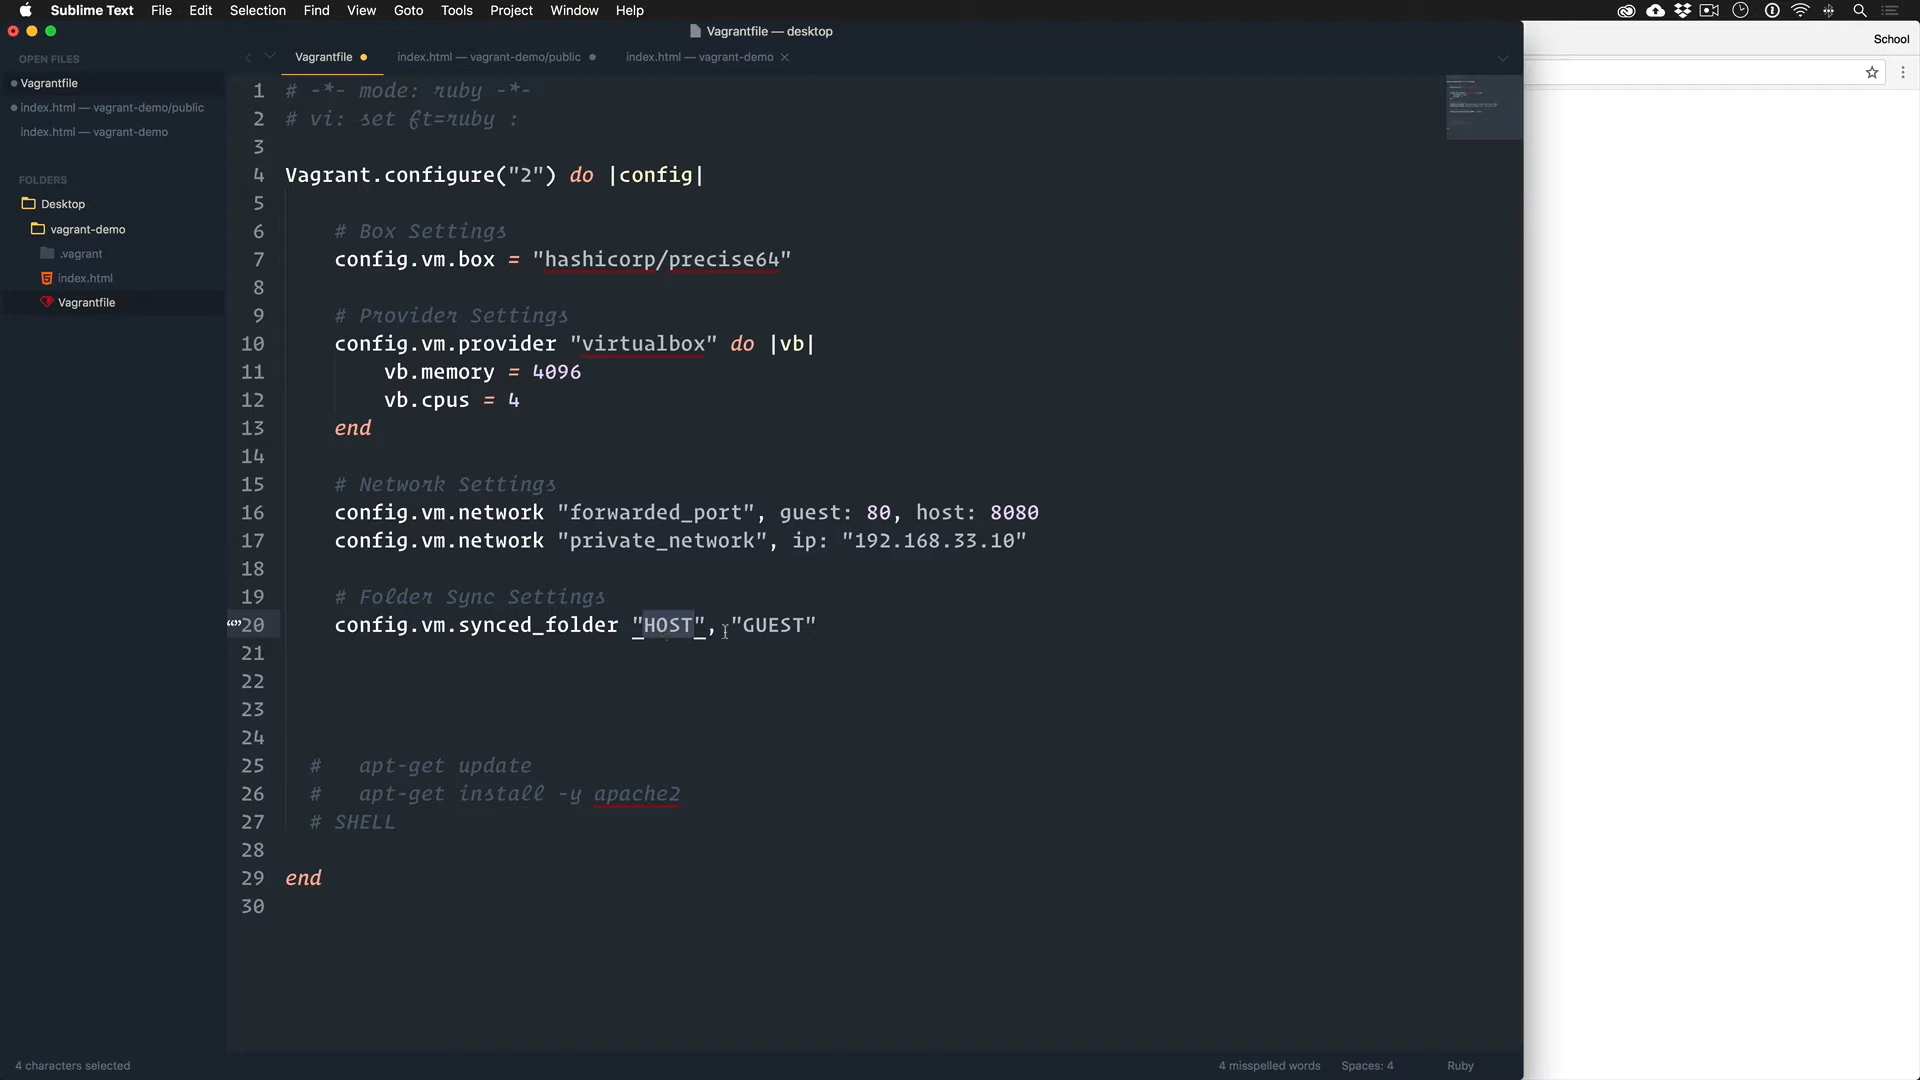 Sublime Text File Edit Selection Find View Goto Tools Project Window Help
Vagrantfile — desktop
School
OPEN FILES
Vagrantfile
index.html — vagrant-demo/public
index.html — vagrant-demo
FOLDERS
Desktop
vagrant-demo
.vagrant
index.html
Vagrantfile
Vagrantfile index.html — vagrant-demo/public index.html — vagrant-demo
1 # -*- mode: ruby -*-
2 # vi: set ft=ruby :
3
4 Vagrant.configure("2") do |config|
5
6 # Box Settings
7 config.vm.box = "hashicorp/precise64"
8
9 # Provider Settings
10 config.vm.provider "virtualbox" do |vb|
11 vb.memory = 4096
12 vb.cpus = 4
13 end
14
15 # Network Settings
16 config.vm.network "forwarded_port", guest: 80, host: 8080
17 config.vm.network "private_network", ip: "192.168.33.10"
18
19 # Folder Sync Settings
20 config.vm.synced_folder "HOST", "GUEST"
21
22
23
24
25 # apt-get update
26 # apt-get install -y apache2
27 # SHELL
28
29 end
30
4 characters selected 4 misspelled words Spaces: 4 Ruby